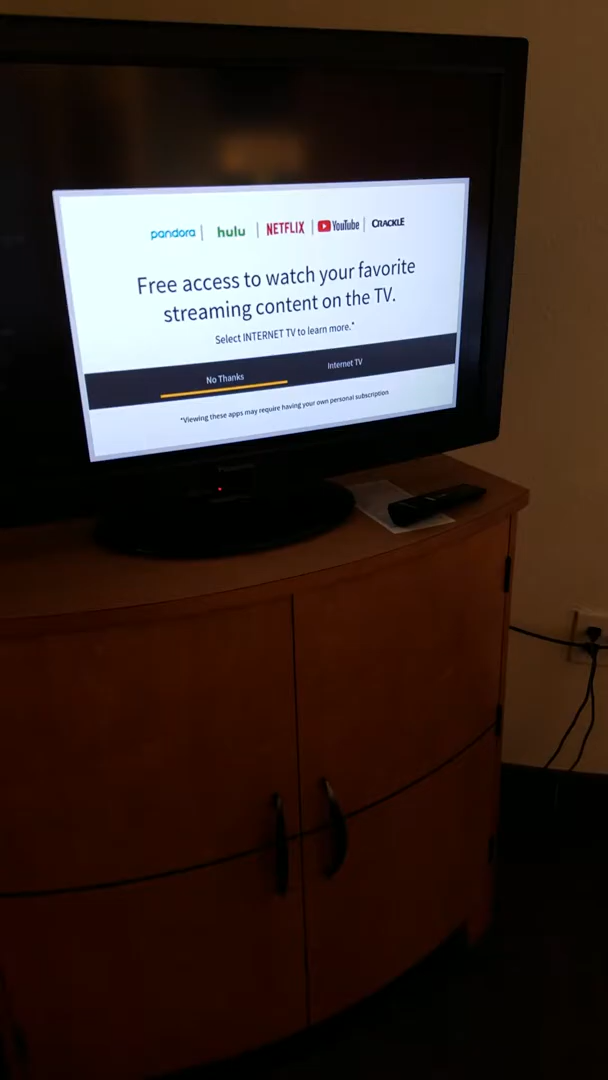 pandora | hulu | NETFLIX | YouTube | CRACKLE
Free access to watch your favorite
streaming content on the TV.
Select INTERNET TV to learn more.*
No Thanks Internet TV
*Viewing these apps may require having your own personal subscription